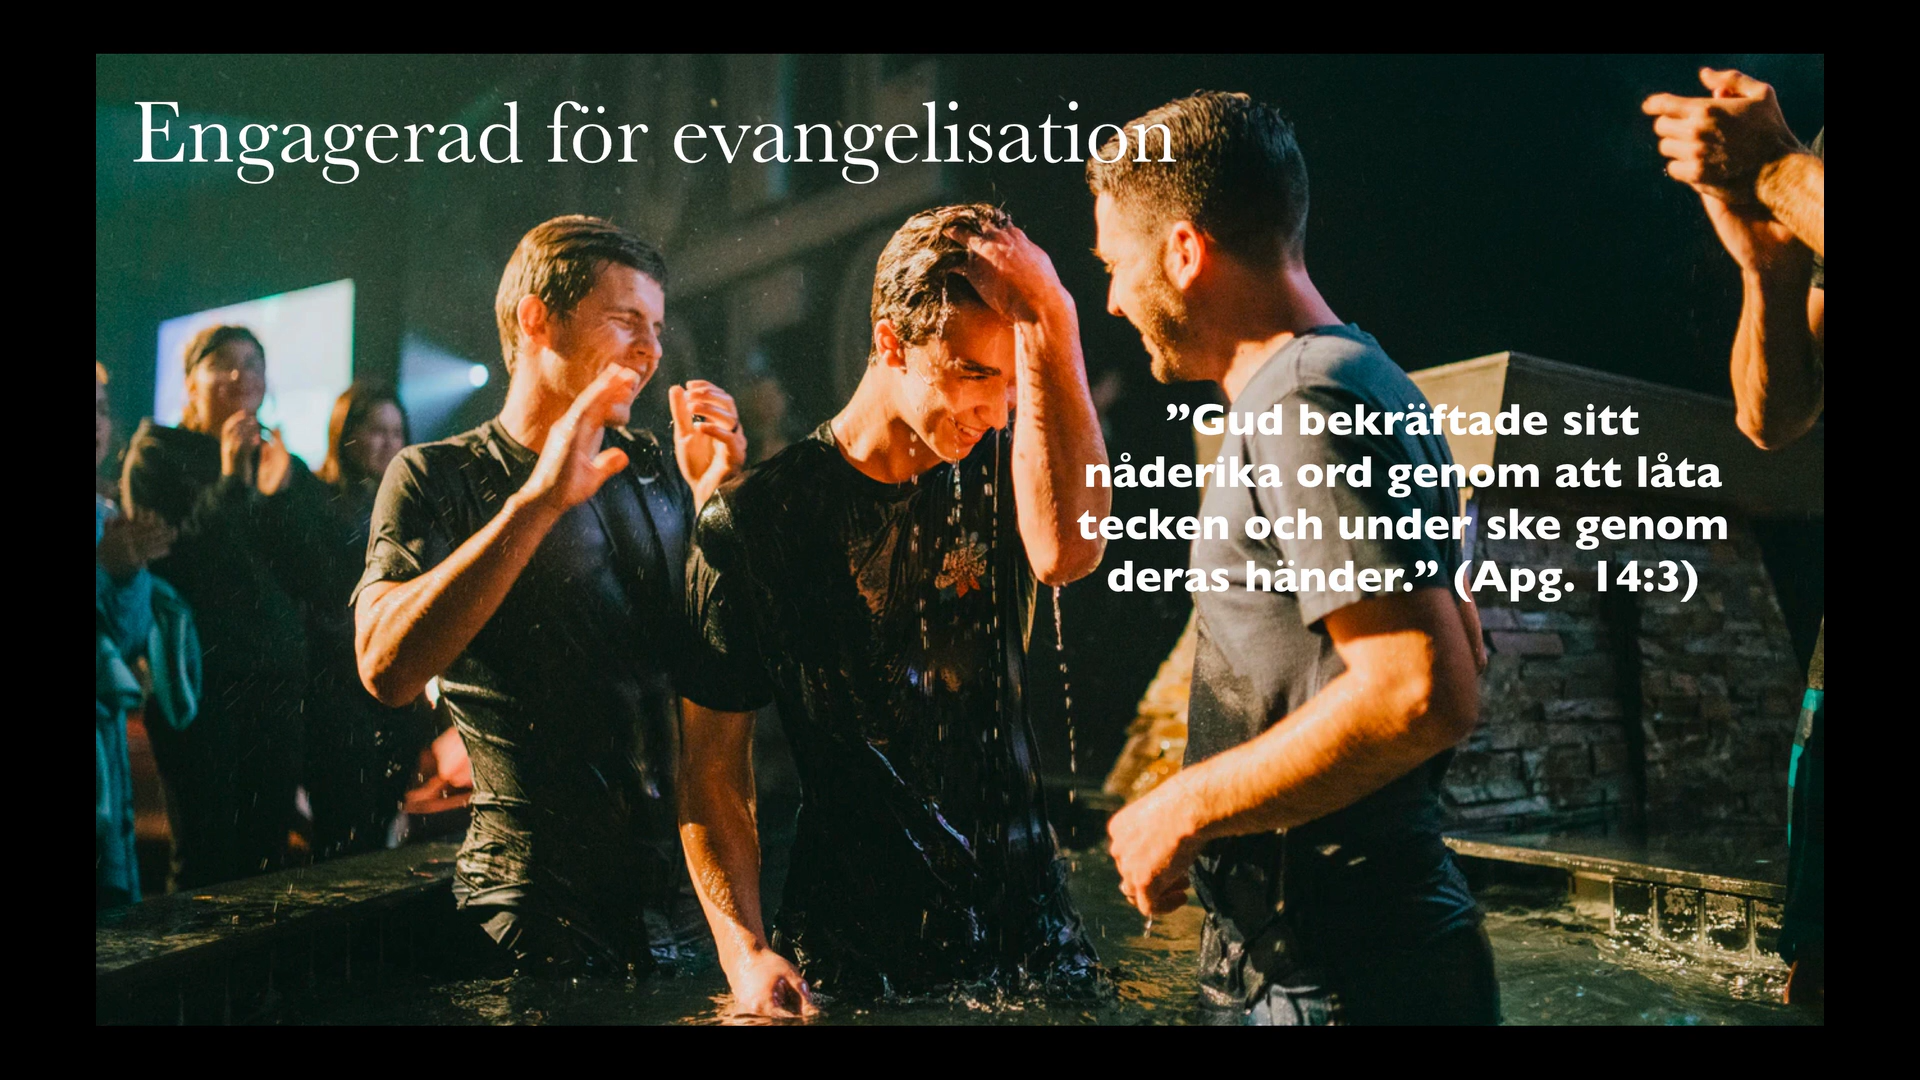 Engagerad för evangelisation
”Gud bekräftade sitt
nåderika ord genom att låta
tecken och under ske genom
deras händer.” (Apg. 14:3)